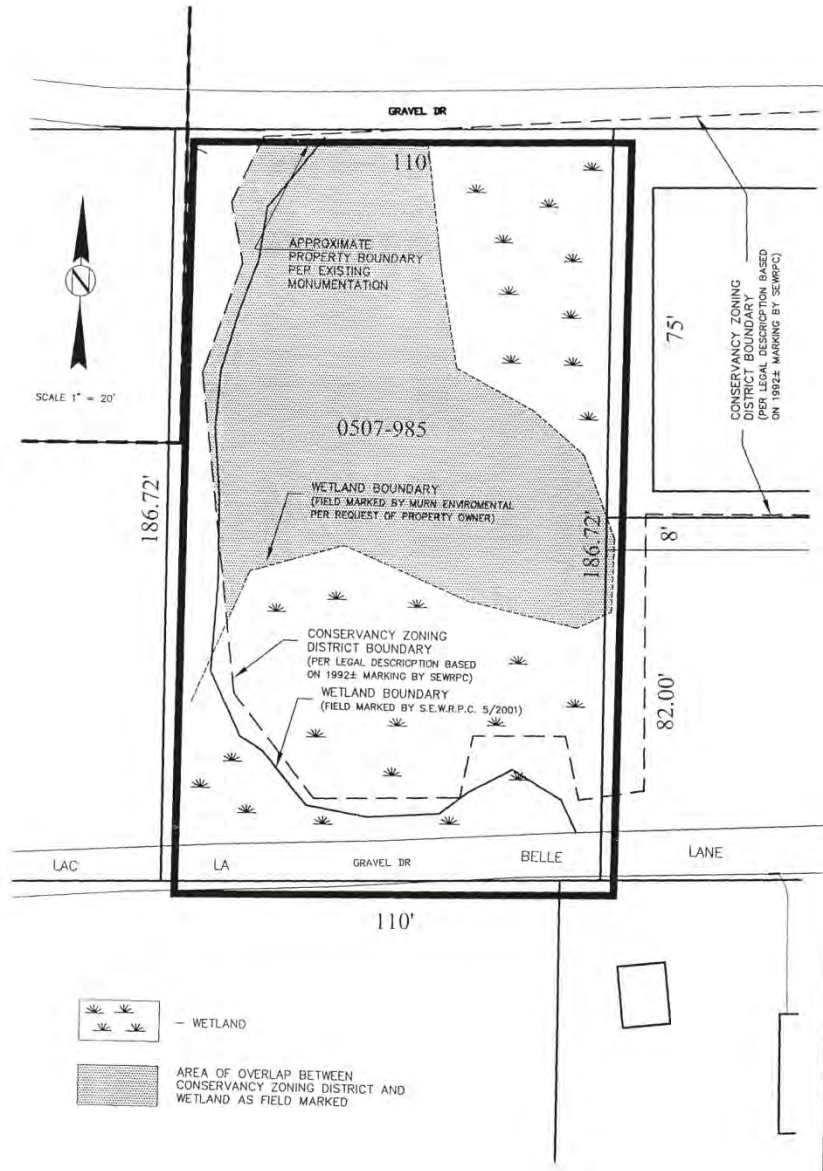 GRAVEL DR
110'
APPROXIMATE
PROPERTY BOUNDARY
PER EXISTING
MONUMENTATION
SCALE 1" = 20'
75'
CONSERVANCY ZONING
DISTRICT BOUNDARY
(PER LEGAL DESCRICPTION BASED
ON 1992± MARKING BY SEWRPC)
0507-985
186.72'
WETLAND BOUNDARY
(FIELD MARKED BY MURN ENVIROMENTAL
PER REQUEST OF PROPERTY OWNER)
186.72'
8'
CONSERVANCY ZONING
DISTRICT BOUNDARY
(PER LEGAL DESCRICPTION BASED
ON 1992± MARKING BY SEWRPC)
WETLAND BOUNDARY
(FIELD MARKED BY S.E.W.R.P.C. 5/2001)
82.00'
LAC LA GRAVEL DR BELLE LANE
110'
- WETLAND
AREA OF OVERLAP BETWEEN
CONSERVANCY ZONING DISTRICT AND
WETLAND AS FIELD MARKED